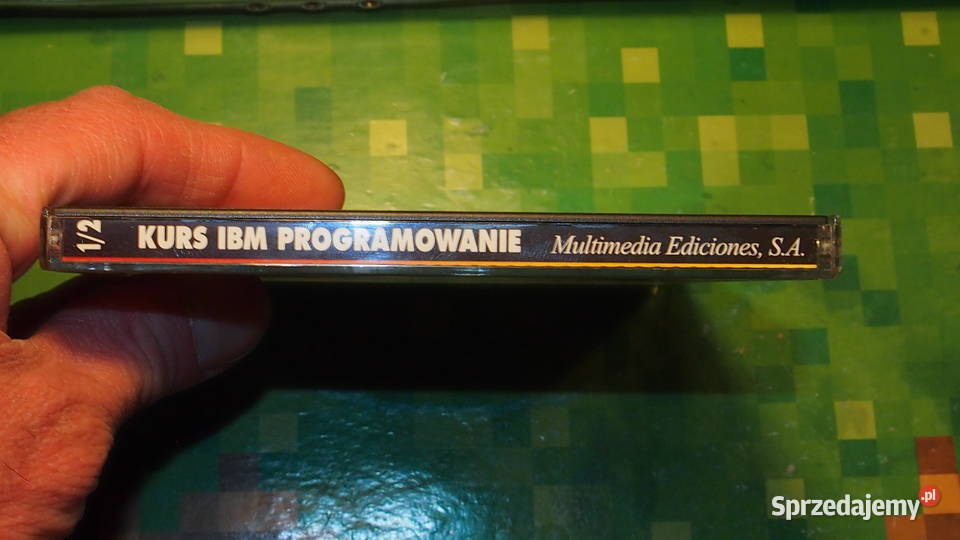 1/2 KURS IBM PROGRAMOWANIE Multimedia Ediciones, S.A.
Sprzedajemy.pl